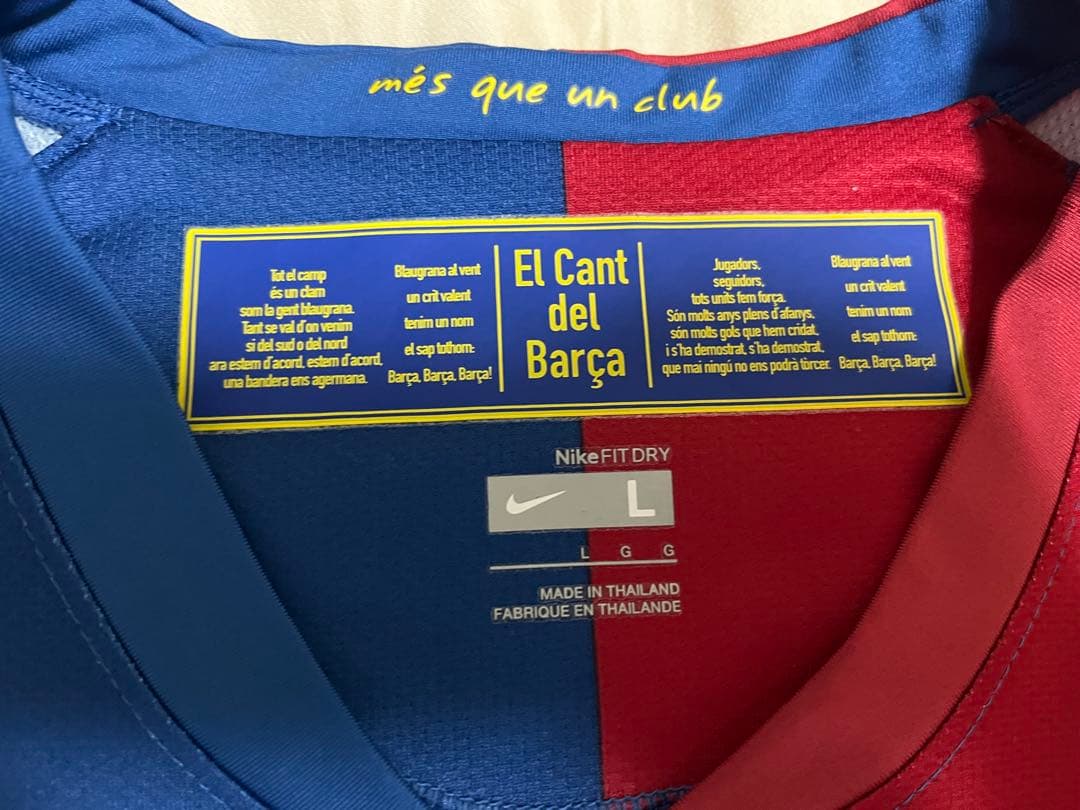 més que un club
Tot el camp
és un clam
som la gent blaugrana.
Tant se val d'on venim
si del sud o del nord
ara estem d'acord, estem d'acord,
una bandera ens agermana.
Blaugrana al vent
un crit valent
tenim un nom
el sap tothom:
Barça, Barça, Barça!
El Cant
del
Barça
Jugadors,
seguidors,
tots units fem força.
Són molts anys plens d'afanys,
són molts gols que hem cridat,
i s'ha demostrat, s'ha demostrat,
que mai ningú no ens podrà tòrcer.
Blaugrana al vent
un crit valent
tenim un nom
el sap tothom:
Barça, Barça, Barça!
NikeFIT DRY
L
L G G
MADE IN THAILAND
FABRIQUE EN THAILANDE